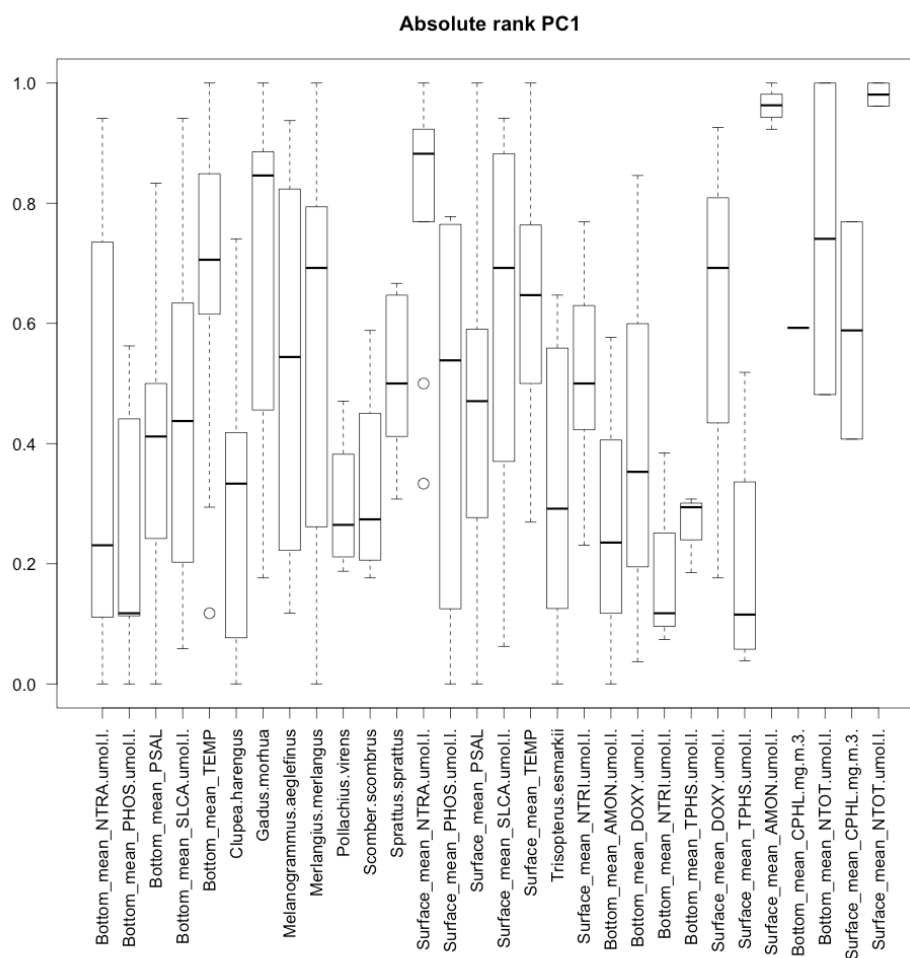 Absolute rank PC1
1.0
0.8
0.6
0.4
0.2
0.0
Bottom_mean_NTRA.umol.l.
Bottom_mean_PHOS.umol.l.
Bottom_mean_PSAL
Bottom_mean_SLCA.umol.l.
Bottom_mean_TEMP
Clupea.harengus
Gadus.morhua
Melanogrammus.aeglefinus
Merlangius.merlangus
Pollachius.virens
Scomber.scombrus
Sprattus.sprattus
Surface_mean_NTRA.umol.l.
Surface_mean_PHOS.umol.l.
Surface_mean_PSAL
Surface_mean_SLCA.umol.l.
Surface_mean_TEMP
Trisopterus.esmarkii
Surface_mean_NTRI.umol.l.
Bottom_mean_AMON.umol.l.
Bottom_mean_DOXY.umol.l.
Bottom_mean_NTRI.umol.l.
Bottom_mean_TPHS.umol.l.
Surface_mean_DOXY.umol.l.
Surface_mean_TPHS.umol.l.
Surface_mean_AMON.umol.l.
Bottom_mean_CPHL.mg.m.3.
Bottom_mean_NTOT.umol.l.
Surface_mean_CPHL.mg.m.3.
Surface_mean_NTOT.umol.l.